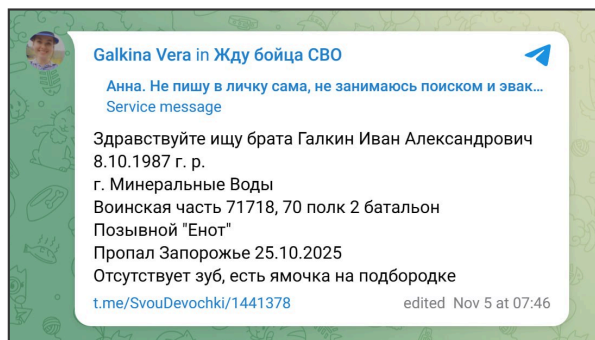 Galkina Vera in Жду бойца СВО
Анна. Не пишу в личку сама, не занимаюсь поиском и эвак...
Service message
Здравствуйте ищу брата Галкин Иван Александрович
8.10.1987 г. р.
г. Минеральные Воды
Воинская часть 71718, 70 полк 2 батальон
Позывной "Енот"
Пропал Запорожье 25.10.2025
Отсутствует зуб, есть ямочка на подбородке
t.me/SvouDevochki/1441378 edited Nov 5 at 07:46